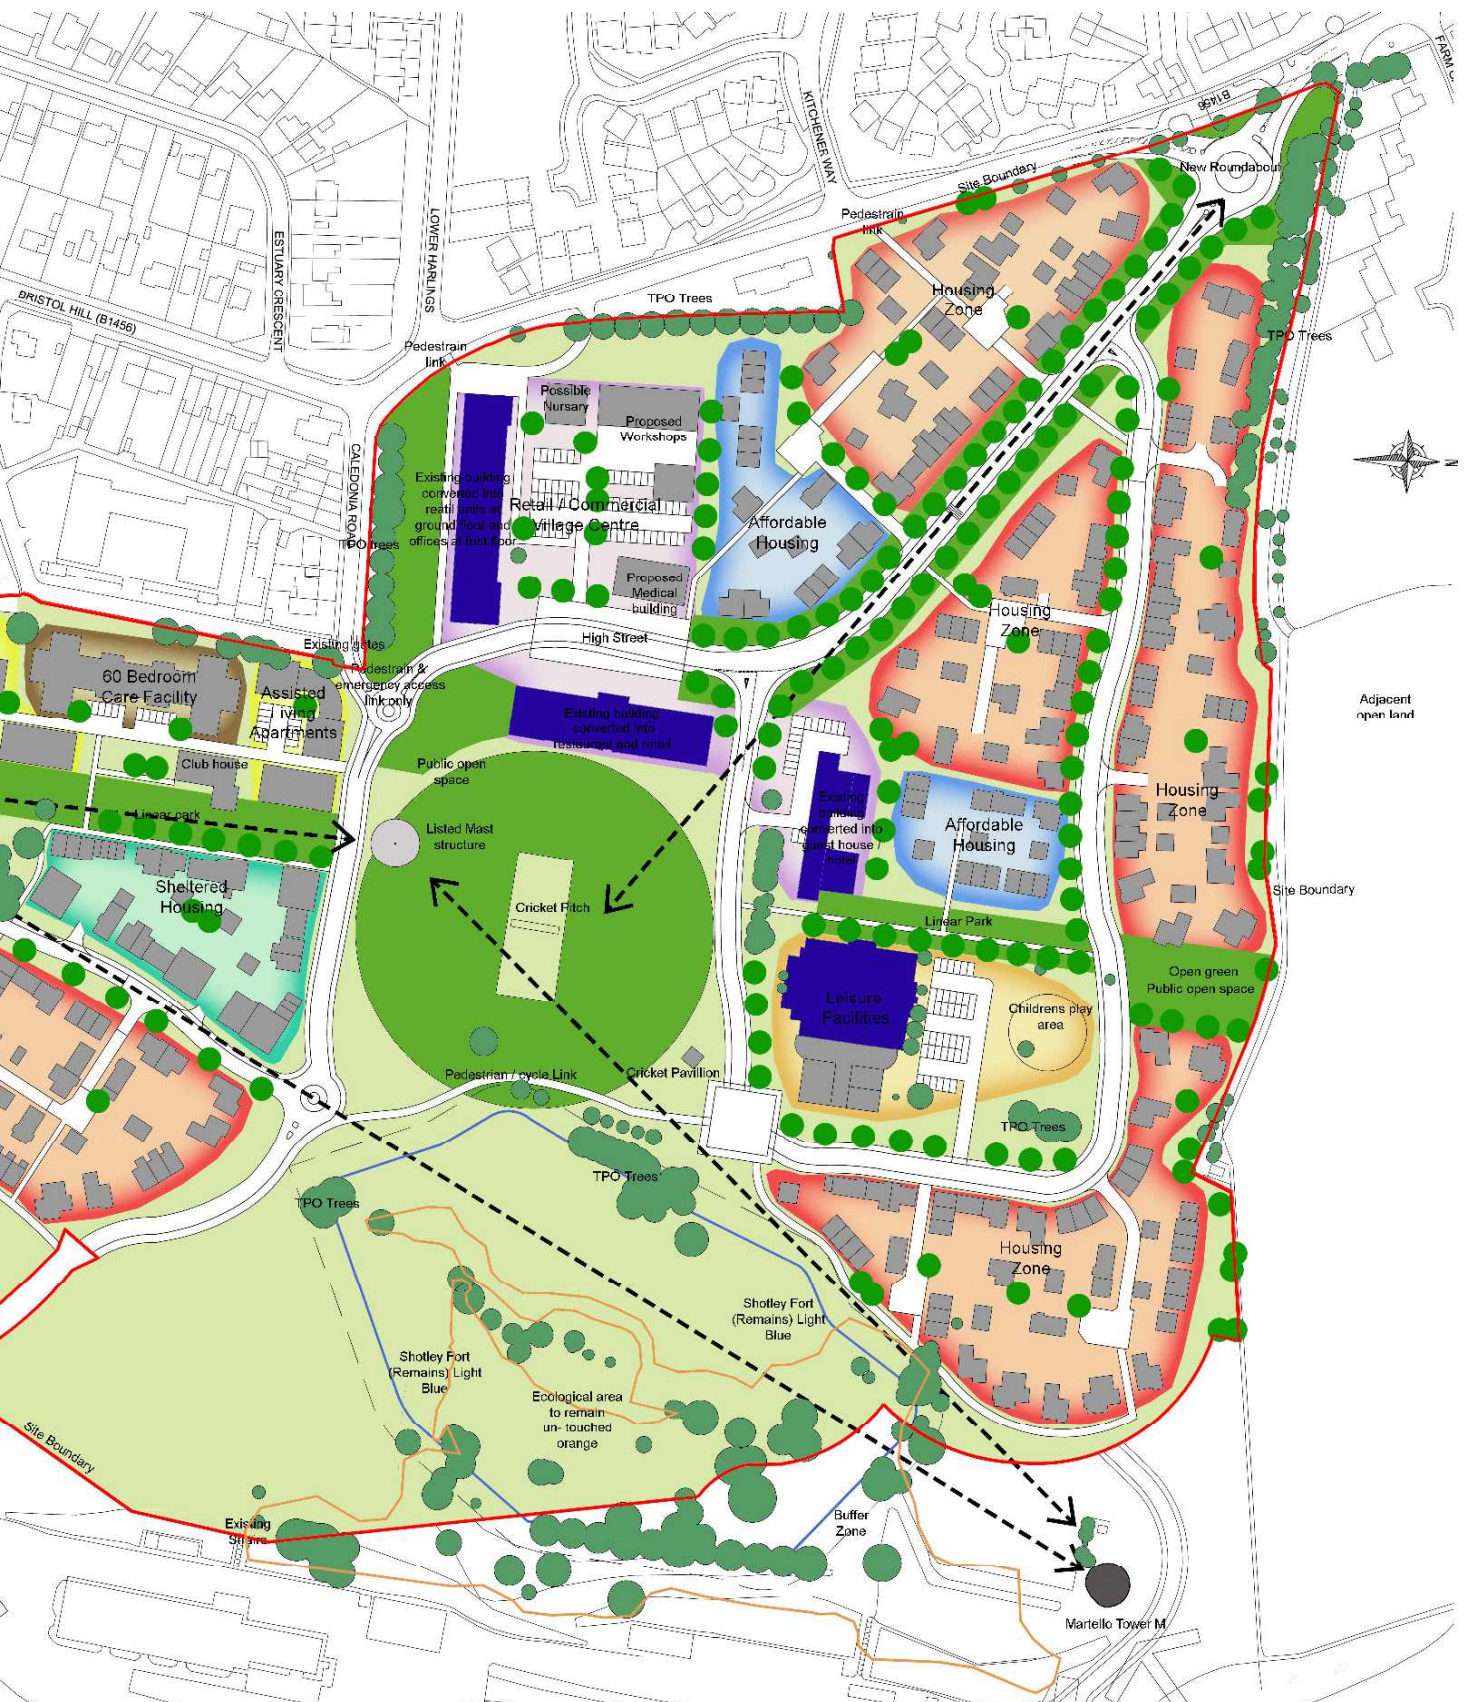 B1456
FARM
KITCHENER WAY
New Roundabout
Site Boundary
Pedestrain
link
LOWER HARLINGS
ESTUARY CRESCENT
BRISTOL HILL (B1456)
TPO Trees
Housing
Zone
TPO Trees
Pedestrain
link
Possible
Nursary
Proposed
Workshops
CALEDONIA ROAD
Existing building
converted into
reatil units at
ground floor and
offices at frist floor
Retail / Commercial
Village Centre
Affordable
Housing
TPO trees
Proposed
Medical
building
Housing
Zone
High Street
Existing gates
Pedestrain &
emergency access
link only
60 Bedroom
Care Facility
Assisted
Living
Apartments
Existing building
converted into
restaurant and retail
Adjacent
open land
Club house
Public open
space
Housing
Zone
Linear park
Listed Mast
structure
Existing
building
converted into
guest house /
hotel
Affordable
Housing
Sheltered
Housing
Cricket Pitch
Site Boundary
Linear Park
Open green
Public open space
Leisure
Facilities
Childrens play
area
Pedestrian / cycle Link
Cricket Pavillion
TPO Trees
TPO Trees
TPO Trees
Housing
Zone
Shotley Fort
(Remains) Light
Blue
Shotley Fort
(Remains) Light
Blue
Ecological area
to remain
un- touched
orange
Site Boundary
Existing
Buffer
Zone
Martello Tower M